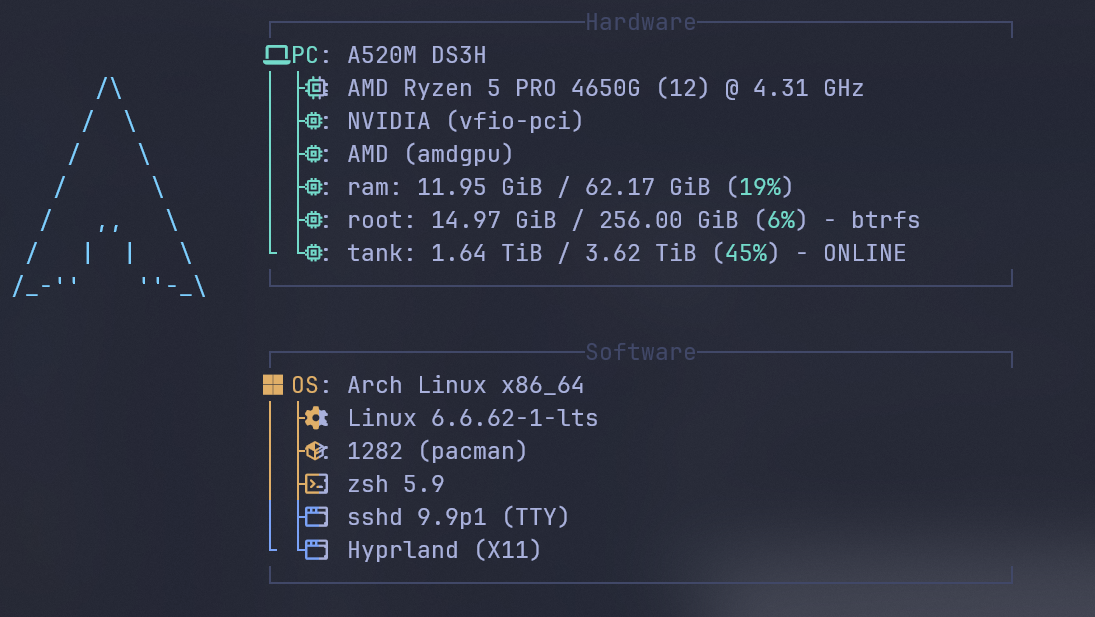 Hardware
PC: A520M DS3H
AMD Ryzen 5 PRO 4650G (12) @ 4.31 GHz
: NVIDIA (vfio-pci)
: AMD (amdgpu)
: ram: 11.95 GiB / 62.17 GiB (19%)
: root: 14.97 GiB / 256.00 GiB (6%) - btrfs
: tank: 1.64 TiB / 3.62 TiB (45%) - ONLINE
Software
OS: Arch Linux x86_64
Linux 6.6.62-1-lts
: 1282 (pacman)
zsh 5.9
sshd 9.9p1 (TTY)
Hyprland (X11)